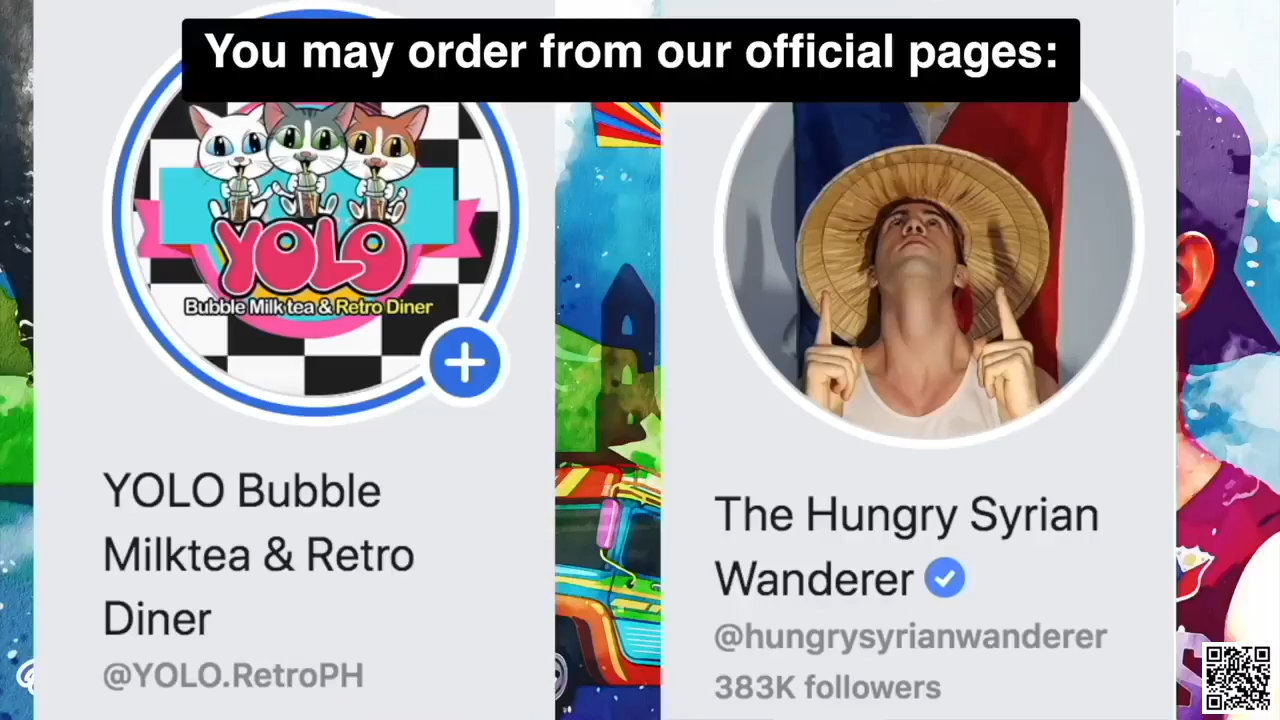 You may order from our official pages:
YOLO
Bubble Milk tea & Retro Diner
YOLO Bubble
Milktea & Retro
Diner
@YOLO.RetroPH
The Hungry Syrian
Wanderer
@hungrysyrianwanderer
383K followers